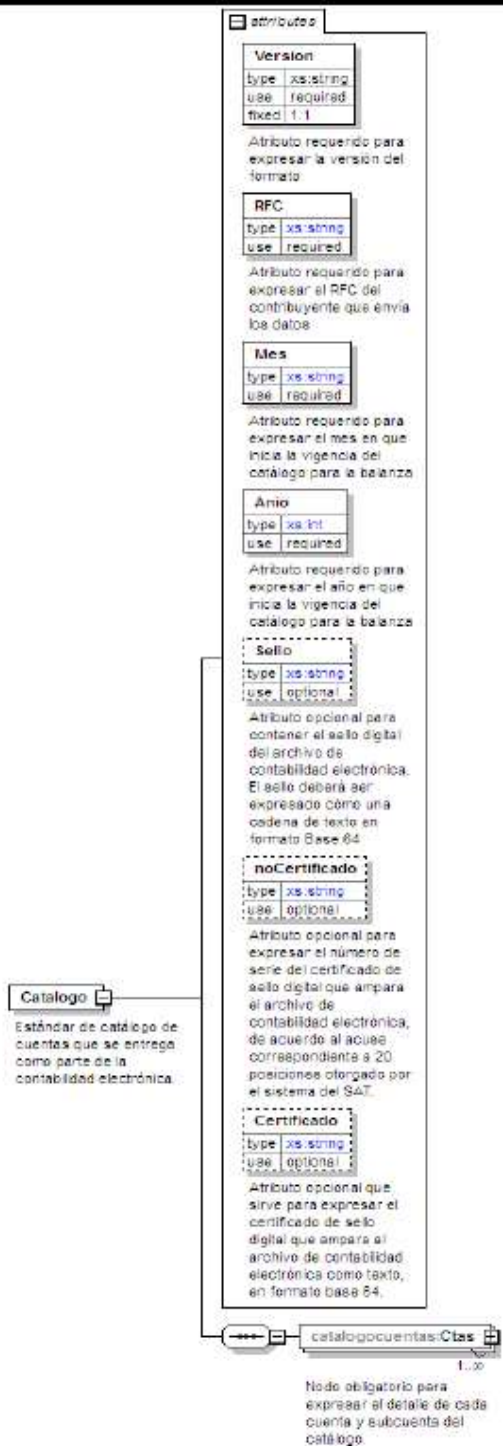 attributes
Version
type xs:string
use required
fixed 1.1
Atributo requerido para
expresar la versión del
formato
RFC
type xs:string
use required
Atributo requerido para
expresar el RFC del
contribuyente que envía
los datos
Mes
type xs:string
use required
Atributo requerido para
expresar el mes en que
inicia la vigencia del
catálogo para la balanza
Anio
type xs:int
use required
Atributo requerido para
expresar el año en que
inicia la vigencia del
catálogo para la balanza
Sello
type xs:string
use optional
Atributo opcional para
contener el sello digital
del archivo de
contabilidad electrónica.
El sello deberá ser
expresado cómo una
cadena de texto en
formato Base 64
noCertificado
type xs:string
use optional
Atributo opcional para
expresar el número de
serie del certificado de
sello digital que ampara
el archivo de
contabilidad electrónica,
de acuerdo al acuse
correspondiente a 20
posiciones otorgado por
el sistema del SAT.
Catalogo
Estándar de catálogo de
cuentas que se entrega
como parte de la
contabilidad electrónica.
Certificado
type xs:string
use optional
Atributo opcional que
sirve para expresar el
certificado de sello
digital que ampara al
archivo de contabilidad
electrónica como texto,
en formato base 64.
catalogocuentas:Ctas
1..∞
Nodo obligatorio para
expresar el detalle de cada
cuenta y subcuenta del
catálogo.